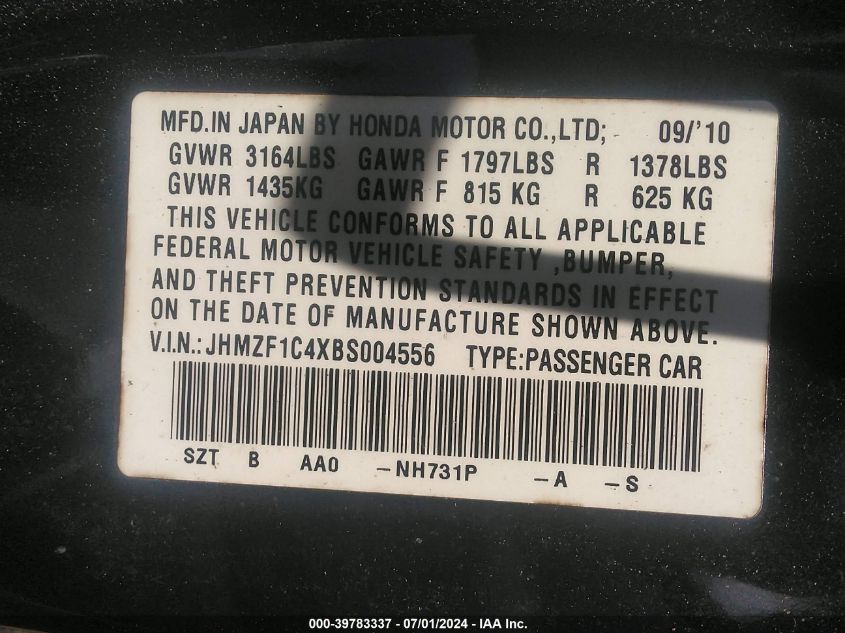 MFD.IN JAPAN BY HONDA MOTOR CO.,LTD; 09/'10
GVWR 3164LBS GAWR F 1797LBS R 1378LBS
GVWR 1435KG GAWR F 815 KG R 625 KG
THIS VEHICLE CONFORMS TO ALL APPLICABLE
FEDERAL MOTOR VEHICLE SAFETY ,BUMPER,
AND THEFT PREVENTION STANDARDS IN EFFECT
ON THE DATE OF MANUFACTURE SHOWN ABOVE.
V.I.N.: JHMZF1C4XBS004556 TYPE:PASSENGER CAR
SZT B AA0 -NH731P -A -S
000-39783337 - 07/01/2024 - IAA Inc.